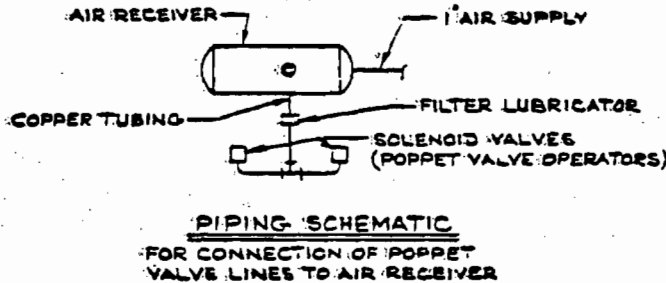 AIR RECEIVER
1" AIR SUPPLY
COPPER TUBING
FILTER LUBRICATOR
SOLENOID VALVES
(POPPET VALVE OPERATORS)
PIPING SCHEMATIC
FOR CONNECTION OF POPPET
VALVE LINES TO AIR RECEIVER